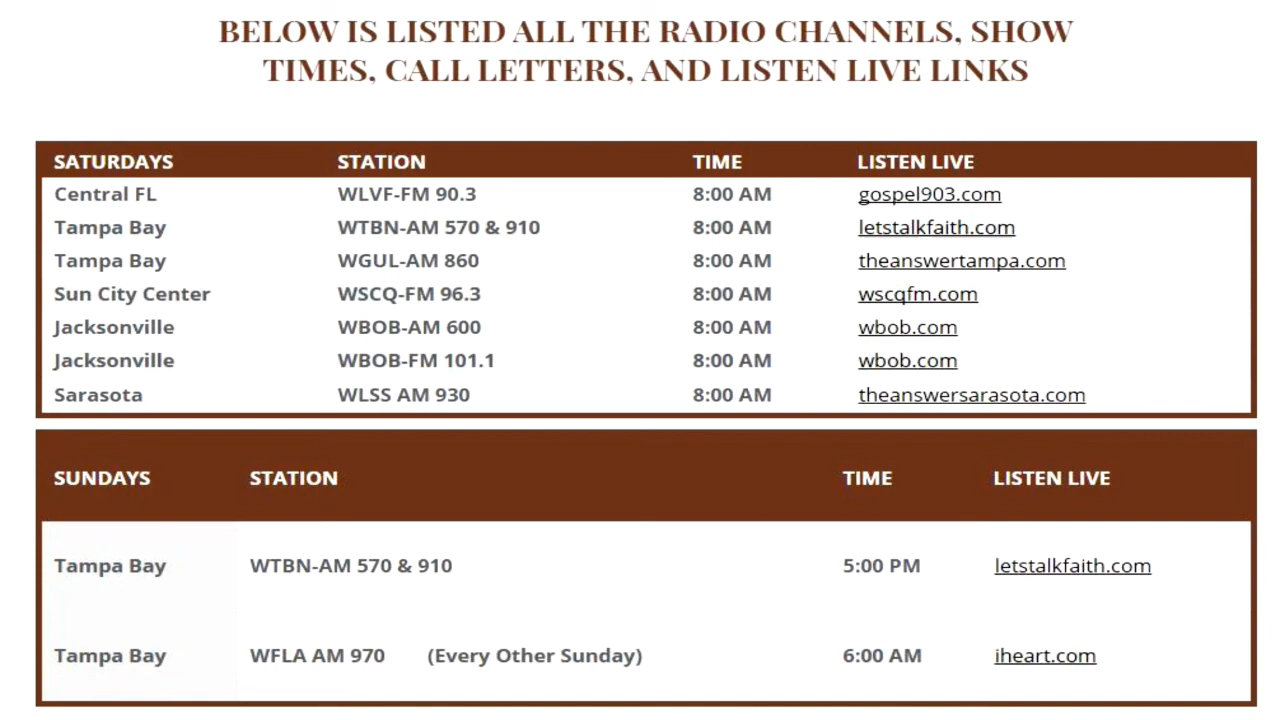 BELOW IS LISTED ALL THE RADIO CHANNELS, SHOW
TIMES, CALL LETTERS, AND LISTEN LIVE LINKS
SATURDAYS STATION TIME LISTEN LIVE
Central FL WLVF-FM 90.3 8:00 AM gospel903.com
Tampa Bay WTBN-AM 570 & 910 8:00 AM letstalkfaith.com
Tampa Bay WGUL-AM 860 8:00 AM theanswertampa.com
Sun City Center WSCQ-FM 96.3 8:00 AM wscqfm.com
Jacksonville WBOB-AM 600 8:00 AM wbob.com
Jacksonville WBOB-FM 101.1 8:00 AM wbob.com
Sarasota WLSS AM 930 8:00 AM theanswersarasota.com
SUNDAYS STATION TIME LISTEN LIVE
Tampa Bay WTBN-AM 570 & 910 5:00 PM letstalkfaith.com
Tampa Bay WFLA AM 970 (Every Other Sunday) 6:00 AM iheart.com